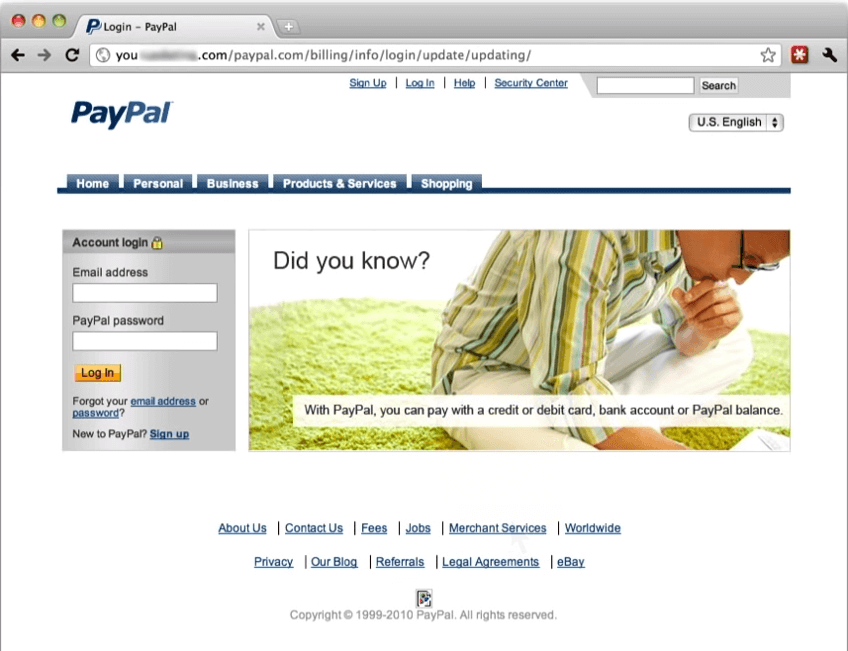 Login – PayPal
you .com/paypal.com/billing/info/login/update/updating/
Sign Up | Log In | Help | Security Center Search
PayPal
U.S. English
Home Personal Business Products & Services Shopping
Account login
Email address
PayPal password
Log In
Forgot your email address or
password?
New to PayPal? Sign up
Did you know?
With PayPal, you can pay with a credit or debit card, bank account or PayPal balance.
About Us | Contact Us | Fees | Jobs | Merchant Services | Worldwide
Privacy | Our Blog | Referrals | Legal Agreements | eBay
Copyright © 1999-2010 PayPal. All rights reserved.